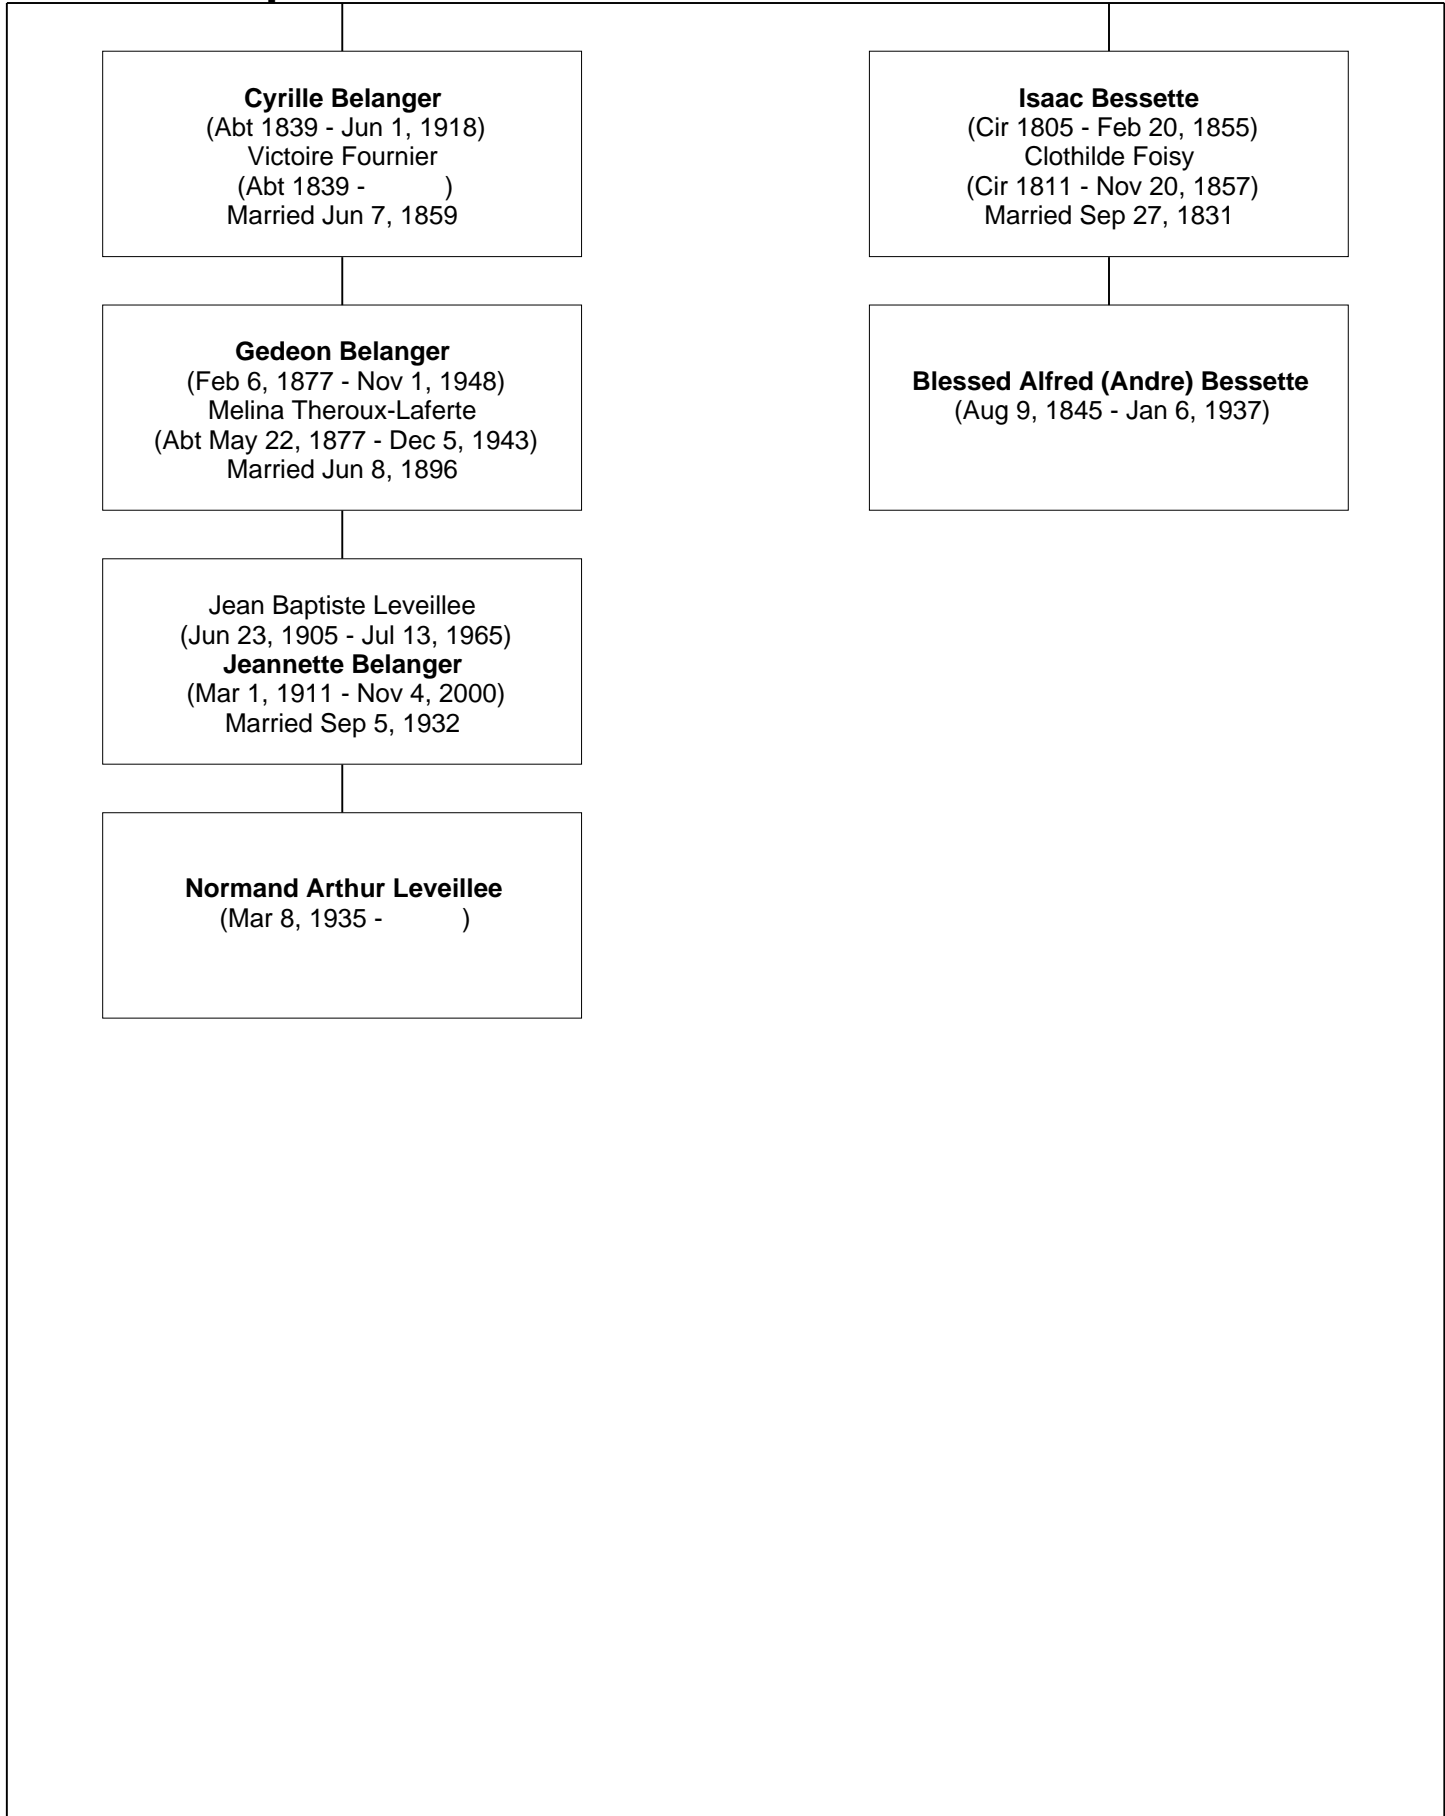 Cyrille Belanger
(Abt 1839 - Jun 1, 1918)
Victoire Fournier
(Abt 1839 - )
Married Jun 7, 1859
Isaac Bessette
(Cir 1805 - Feb 20, 1855)
Clothilde Foisy
(Cir 1811 - Nov 20, 1857)
Married Sep 27, 1831
Gedeon Belanger
(Feb 6, 1877 - Nov 1, 1948)
Melina Theroux-Laferte
(Abt May 22, 1877 - Dec 5, 1943)
Married Jun 8, 1896
Blessed Alfred (Andre) Bessette
(Aug 9, 1845 - Jan 6, 1937)
Jean Baptiste Leveillee
(Jun 23, 1905 - Jul 13, 1965)
Jeannette Belanger
(Mar 1, 1911 - Nov 4, 2000)
Married Sep 5, 1932
Normand Arthur Leveillee
(Mar 8, 1935 - )